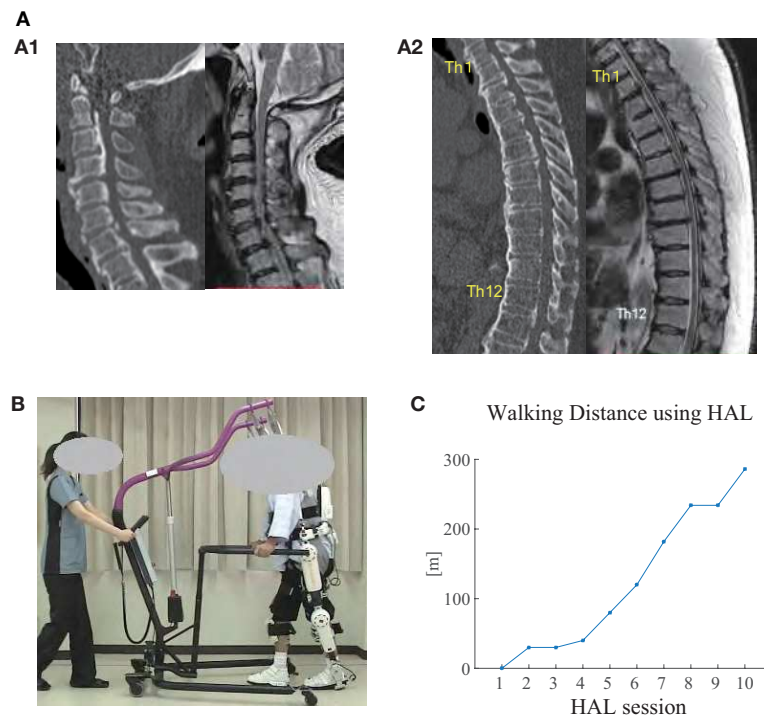 A
A1
A2
Th1
Th1
Th12
Th12
B
C
Walking Distance using HAL
300
200
[m]
100
0
1 2 3 4 5 6 7 8 9 10
HAL session